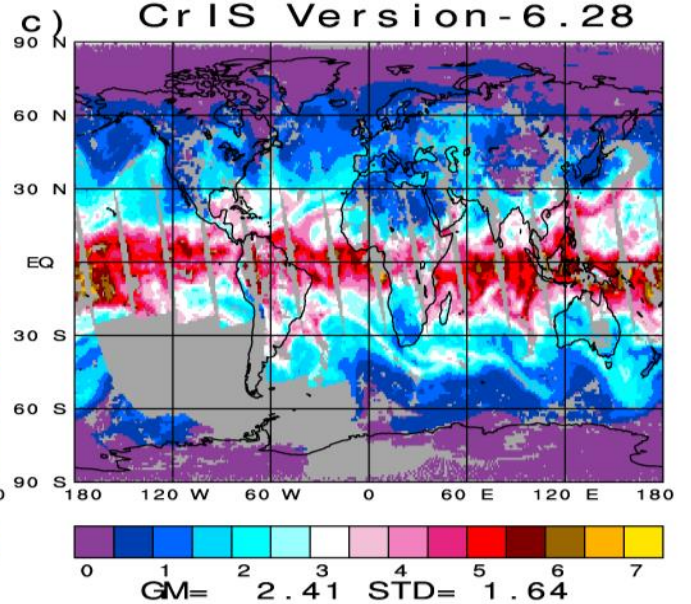 c) CrIS Version-6.28
90 N
60 N
30 N
EQ
30 S
60 S
90 S
180 120 W 60 W 0 60 E 120 E 180
0 1 2 3 4 5 6 7
GM= 2.41 STD= 1.64